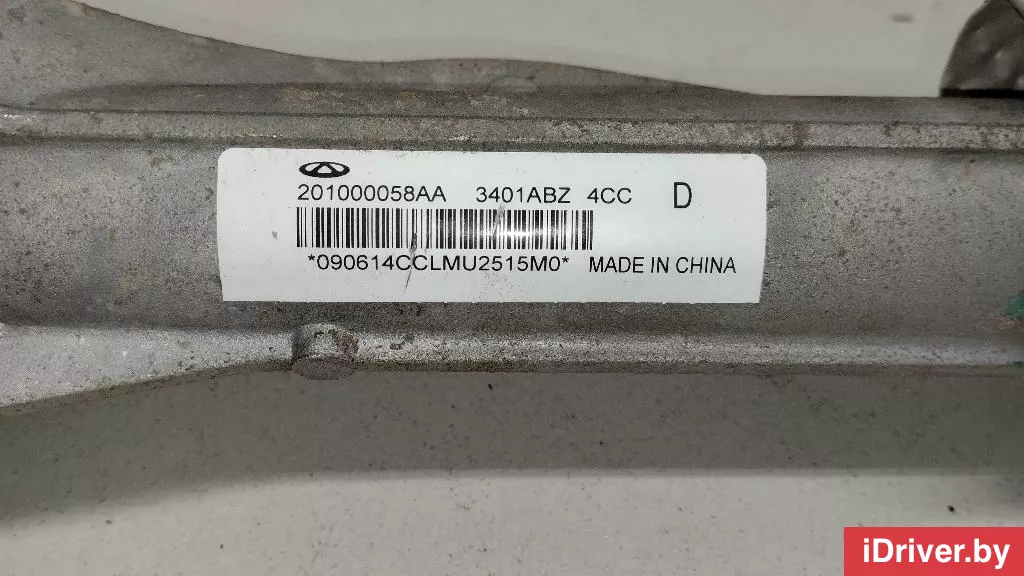 201000058AA 3401ABZ 4CC D
*090614CCLMU2515M0* MADE IN CHINA
iDriver.by